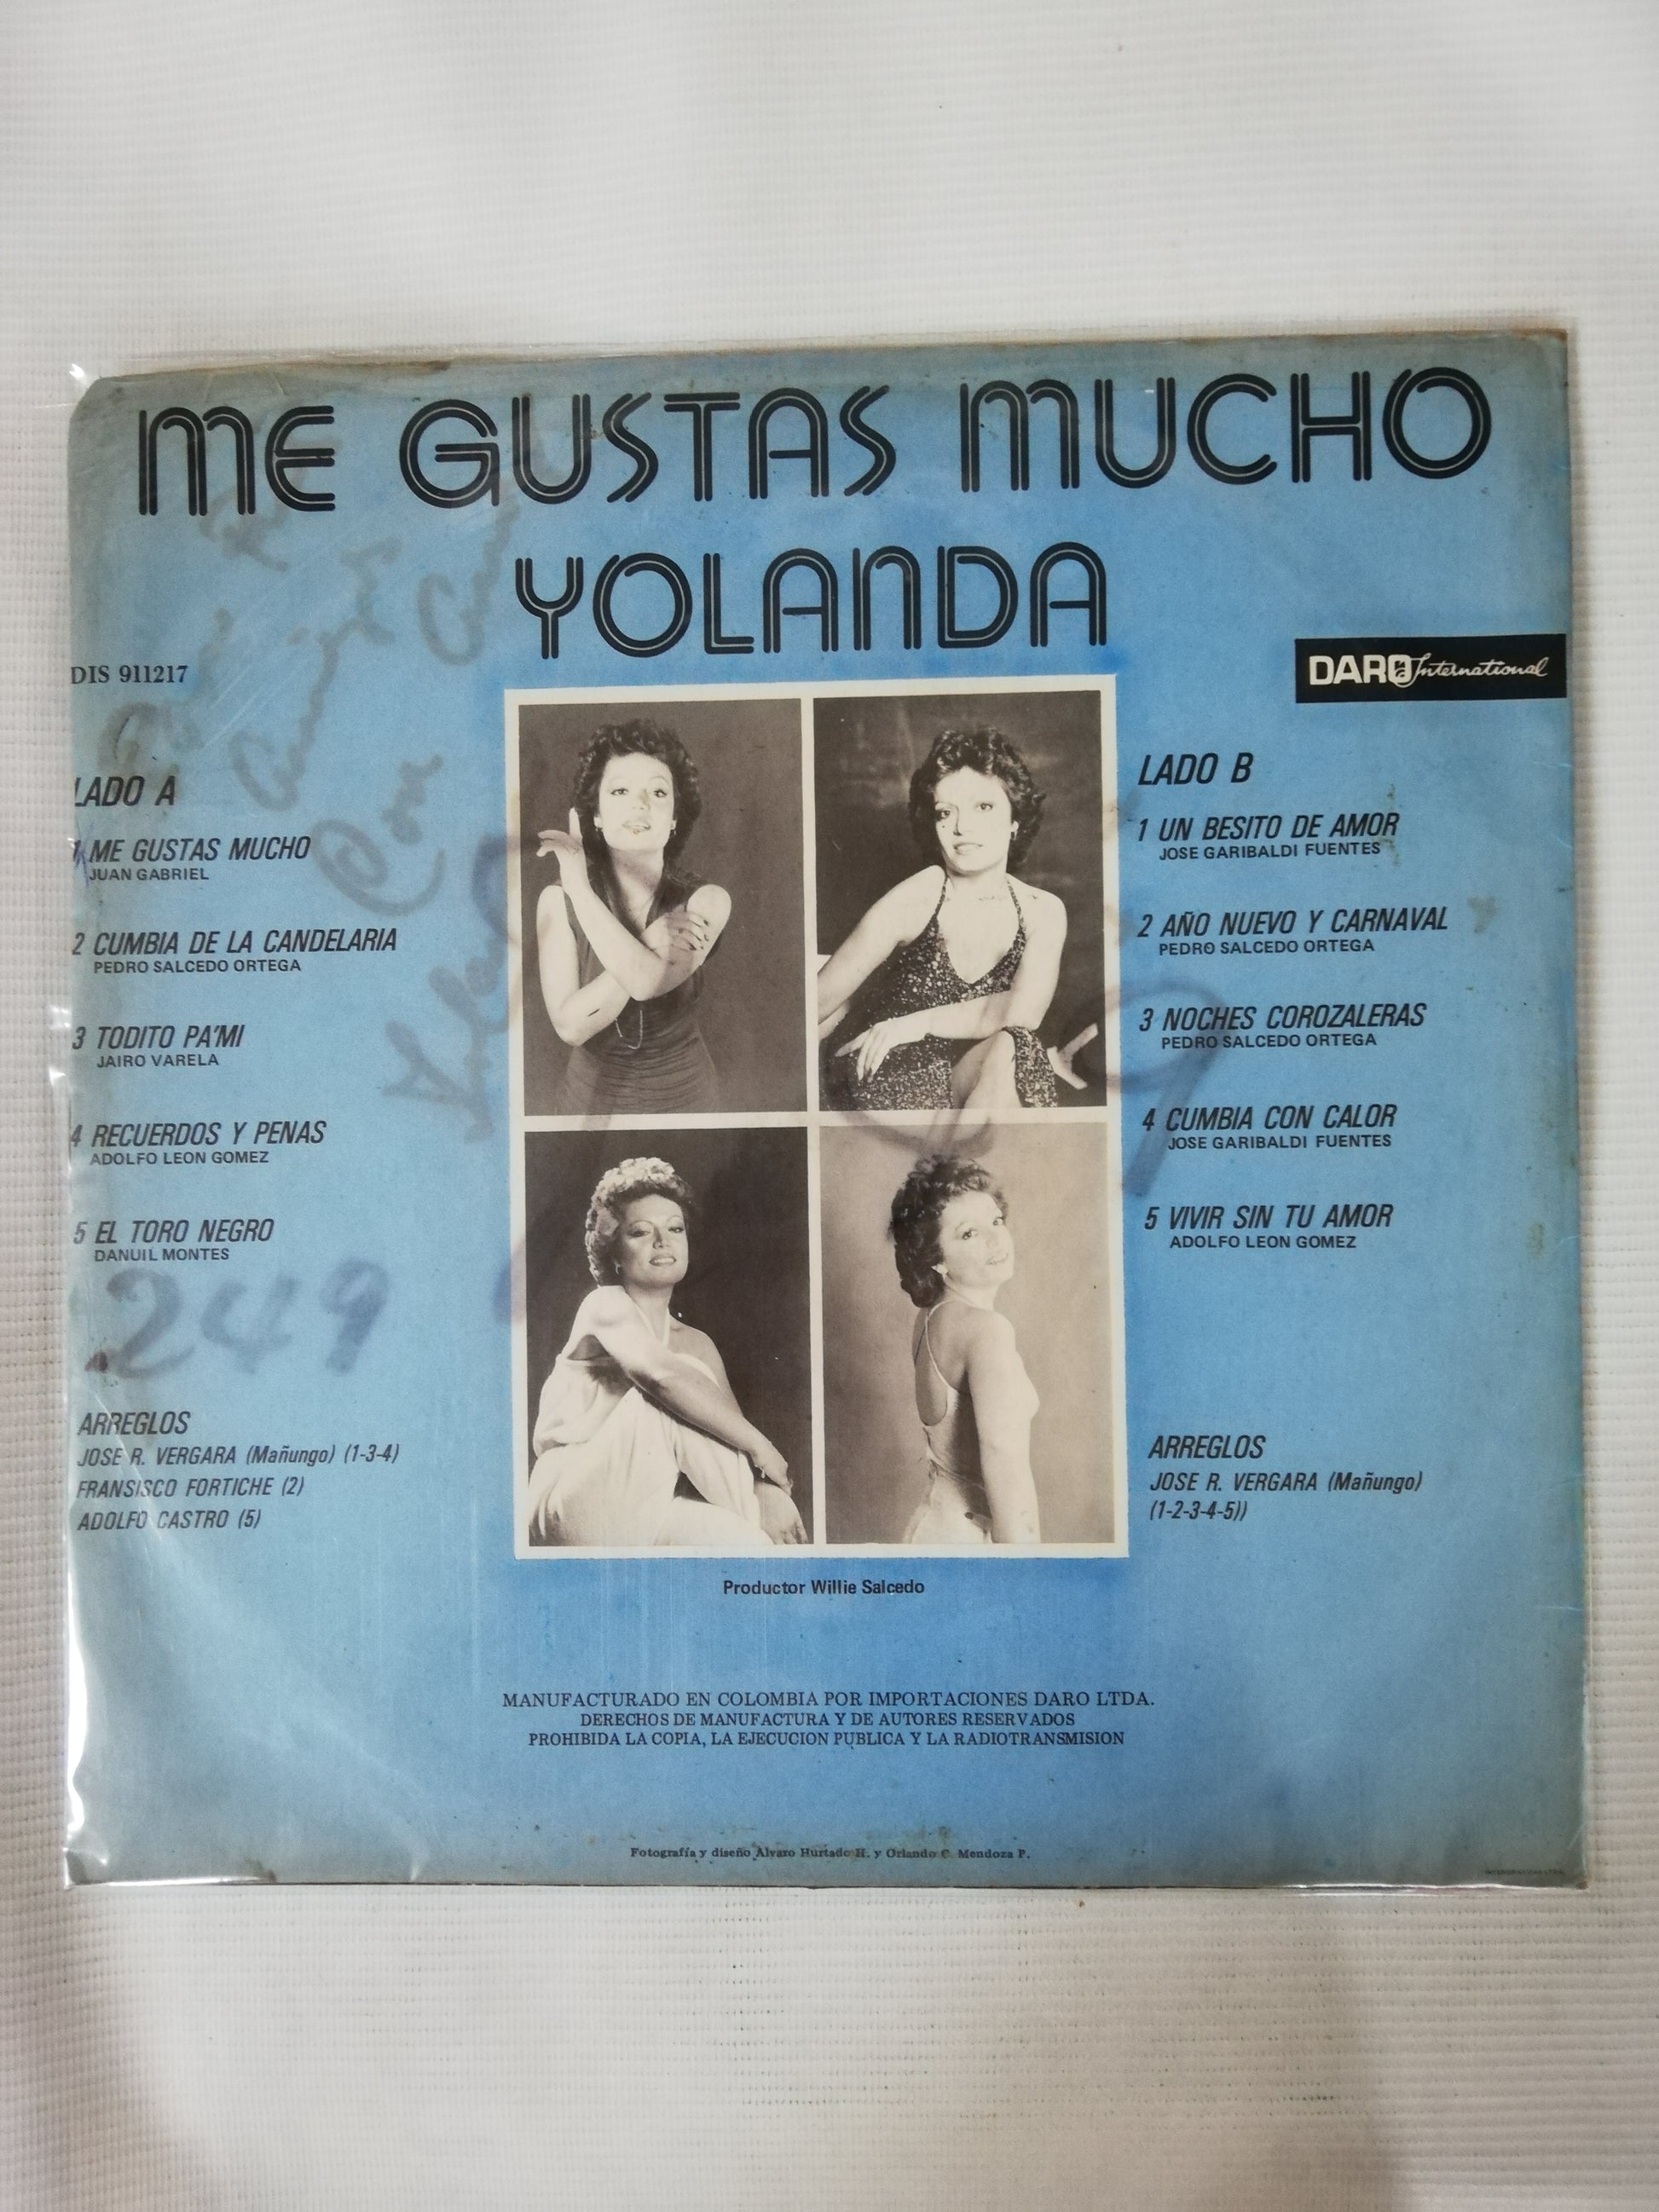 ME GUSTAS MUCHO
YOLANDA
DIS 911217
DARO International
LADO A
1 ME GUSTAS MUCHO
JUAN GABRIEL
2 CUMBIA DE LA CANDELARIA
PEDRO SALCEDO ORTEGA
3 TODITO PA'MI
JAIRO VARELA
4 RECUERDOS Y PENAS
ADOLFO LEON GOMEZ
5 EL TORO NEGRO
DANUIL MONTES
249
ARREGLOS
JOSE R. VERGARA (Mañungo) (1-3-4)
FRANSISCO FORTICHE (2)
ADOLFO CASTRO (5)
LADO B
1 UN BESITO DE AMOR
JOSE GARIBALDI FUENTES
2 AÑO NUEVO Y CARNAVAL
PEDRO SALCEDO ORTEGA
3 NOCHES COROZALERAS
PEDRO SALCEDO ORTEGA
4 CUMBIA CON CALOR
JOSE GARIBALDI FUENTES
5 VIVIR SIN TU AMOR
ADOLFO LEON GOMEZ
ARREGLOS
JOSE R. VERGARA (Mañungo)
(1-2-3-4-5))
Productor Willie Salcedo
MANUFACTURADO EN COLOMBIA POR IMPORTACIONES DARO LTDA.
DERECHOS DE MANUFACTURA Y DE AUTORES RESERVADOS
PROHIBIDA LA COPIA, LA EJECUCION PUBLICA Y LA RADIOTRANSMISION
Fotografía y diseño Alvaro Hurtado H. y Orlando C. Mendoza P.